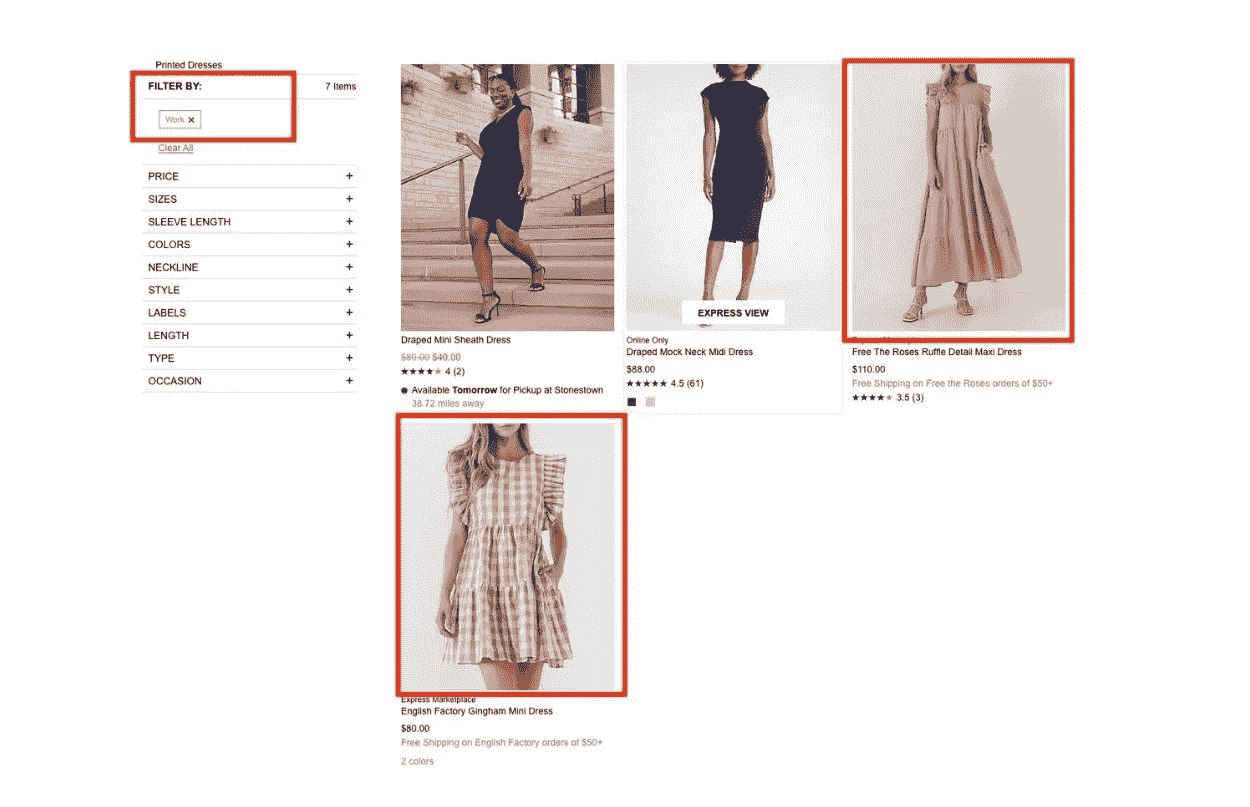 Printed Dresses
FILTER BY:
7 Items
Work ×
Clear All
PRICE +
SIZES +
SLEEVE LENGTH +
COLORS +
NECKLINE +
STYLE +
LABELS +
LENGTH +
TYPE +
OCCASION +
Draped Mini Sheath Dress
$80.00 $40.00
4 (2)
Available Tomorrow for Pickup at Stonestown
38.72 miles away
EXPRESS VIEW
Online Only
Draped Mock Neck Midi Dress
$88.00
4.5 (61)
Free The Roses Ruffle Detail Maxi Dress
$110.00
Free Shipping on Free the Roses orders of $50+
3.5 (3)
Express Marketplace
English Factory Gingham Mini Dress
$80.00
Free Shipping on English Factory orders of $50+
2 colors